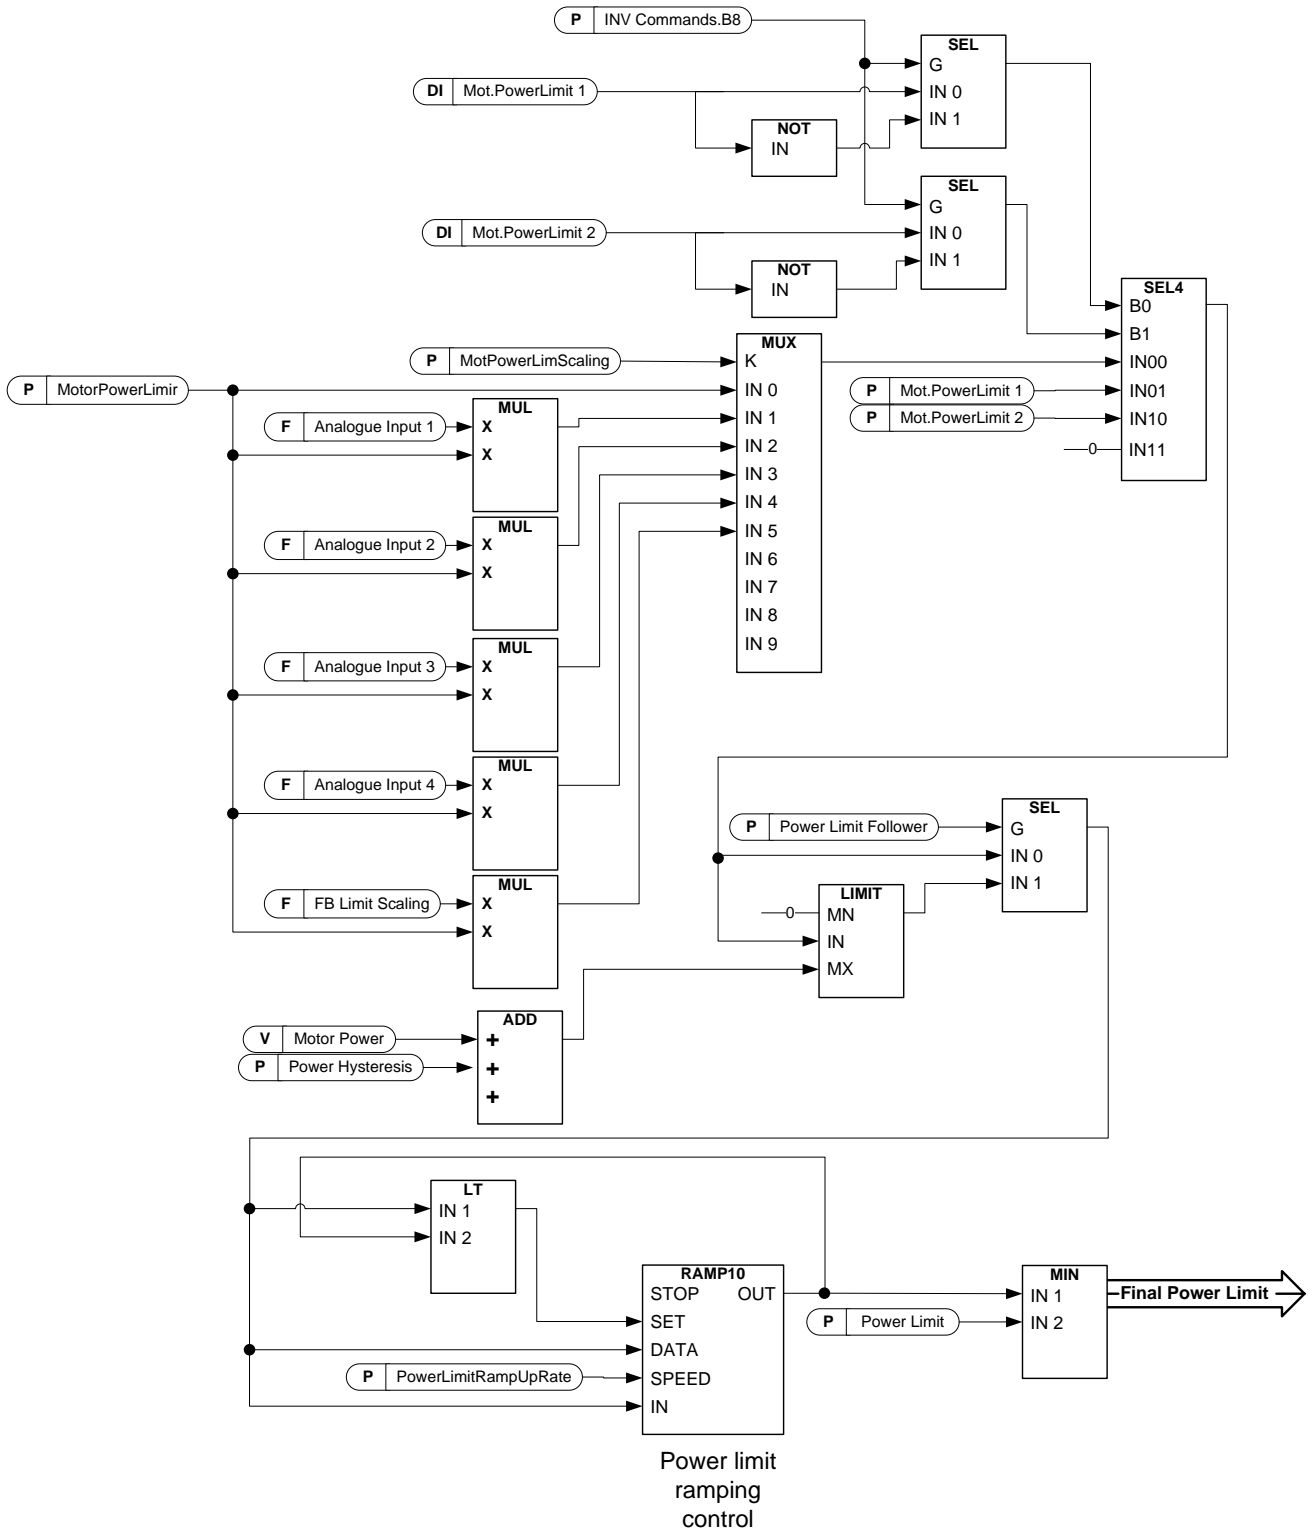 P INV Commands.B8
SEL
G
DI Mot.PowerLimit 1
IN 0
IN 1
NOT
IN
SEL
G
DI Mot.PowerLimit 2
IN 0
IN 1
NOT
IN
SEL4
B0
B1
IN00
IN01
IN10
IN11
MUX
P MotPowerLimScaling
K
P MotorPowerLimir
IN 0
IN 1
IN 2
IN 3
IN 4
IN 5
IN 6
IN 7
IN 8
IN 9
P Mot.PowerLimit 1
P Mot.PowerLimit 2
0
MUL
F Analogue Input 1
X
X
MUL
F Analogue Input 2
X
X
MUL
F Analogue Input 3
X
X
MUL
F Analogue Input 4
X
X
MUL
F FB Limit Scaling
X
X
SEL
P Power Limit Follower
G
IN 0
IN 1
LIMIT
0
MN
IN
MX
ADD
V Motor Power
+
P Power Hysteresis
+
+
LT
IN 1
IN 2
RAMP10
STOP OUT
SET
DATA
P PowerLimitRampUpRate
SPEED
IN
MIN
IN 1
Final Power Limit
P Power Limit
IN 2
Power limit
ramping
control